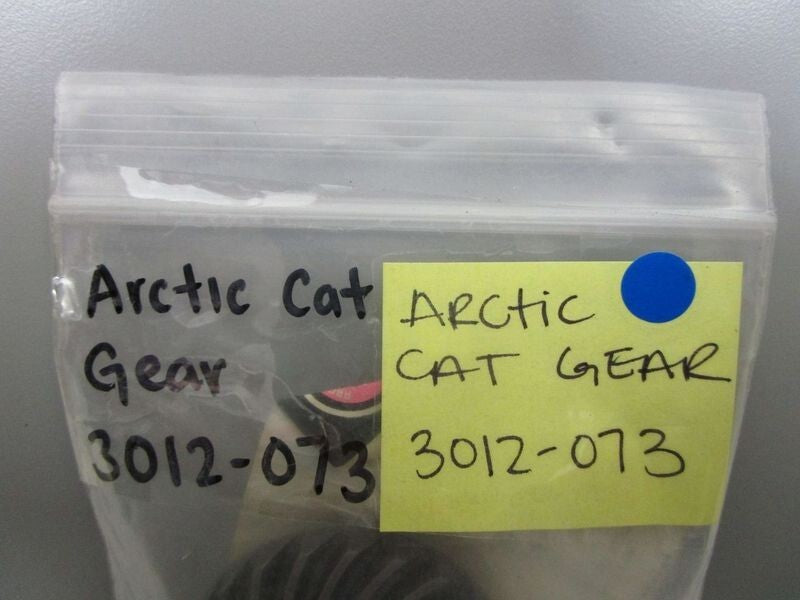 Arctic Cat
Gear
3012-073
ARCTIC
CAT GEAR
3012-073